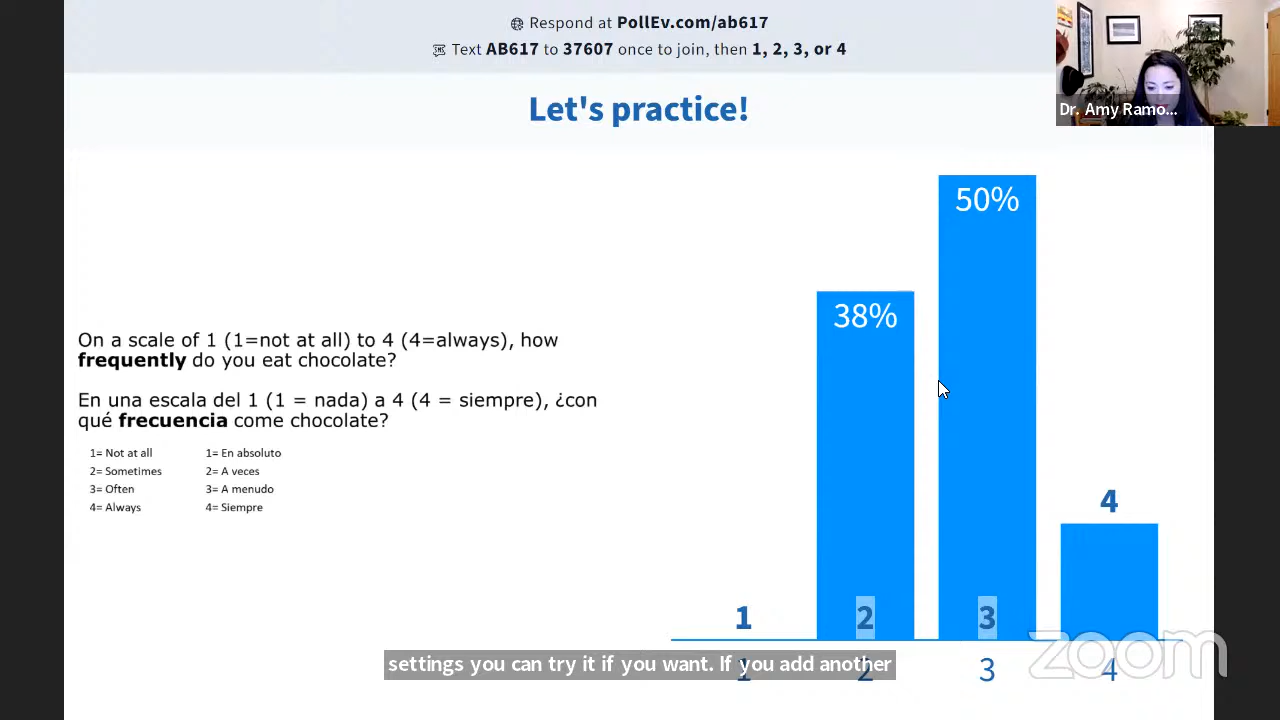 Respond at PollEv.com/ab617
Text AB617 to 37607 once to join, then 1, 2, 3, or 4
Let's practice!
Dr. Amy Ramo...
50%
38%
On a scale of 1 (1=not at all) to 4 (4=always), how
frequently do you eat chocolate?
En una escala del 1 (1 = nada) a 4 (4 = siempre), ¿con
qué frecuencia come chocolate?
1= Not at all 1= En absoluto
2= Sometimes 2= A veces
3= Often 3= A menudo
4= Always 4= Siempre
4
1 2 3
1 2 3 4
settings you can try it if you want. If you add another
zoom